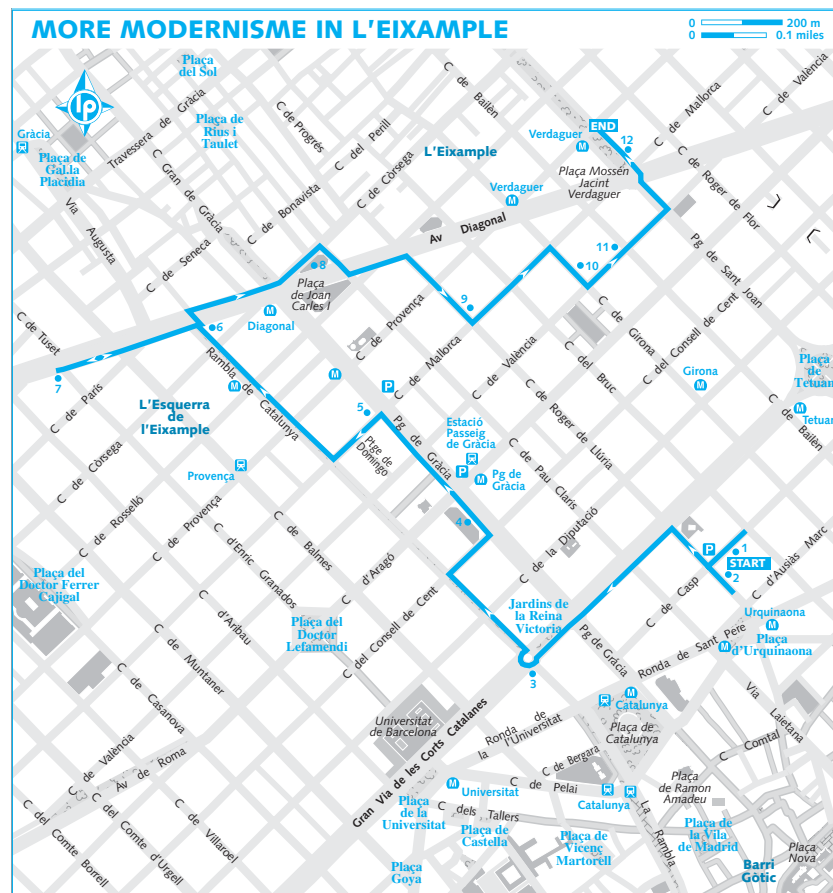 MORE MODERNISME IN L'EIXAMPLE
0 200 m
0 0.1 miles
lp
Plaça
del Sol
Gràcia
Plaça de
Gal.la
Placidia
Travessera de Gràcia
Plaça de
Rius i
Taulet
C de Progrés
C del Perill
C de Còrsega
C de Bonavista
C Gran de Gràcia
Via Augusta
C de Seneca
C de Bailèn
L'Eixample
Verdaguer
M
END
12
Plaça Mossén
Jacint
Verdaguer
C de Mallorca
C de València
C de Roger de Flor
Verdaguer
M
Av Diagonal
Pg de Sant Joan
11
10
9
8
Plaça
de Joan
Carles I
M
Diagonal
6
C de Tuset
7
C de París
L'Esquerra
de
l'Eixample
Rambla de Catalunya
M
M
P
5
C de Provença
C de Mallorca
C de València
C del Bruc
C de Girona
C del Consell de Cent
Girona
M
Plaça
de
Tetuan
M
Tetuan
C de Bailèn
C de Roger de Llúria
Ptge de
Domingo
Pg de Gràcia
Estació
Passeig
de Gràcia
P
M
Pg de
Gràcia
C de Pau Claris
C de la Diputació
4
C de Còrsega
C de Rosselló
C de Provença
Provença
C d'Enric Granados
C de Balmes
C d'Aragó
C del Consell de Cent
Plaça del
Doctor Ferrer
Cajigal
C d'Aribau
C de Muntaner
C de Casanova
Plaça del
Doctor
Lefamendi
P
1
START
2
C d'Ausiàs Marc
C de Casp
Urquinaona
M
Plaça
d'Urquinaona
M
Ronda de Sant Pere
Jardins de
la Reina
Victoria
Pg de Gràcia
3
Universitat
de Barcelona
Gran Via de les Corts Catalanes
Ronda de
la Universitat
l'Universitat
M
Catalunya
Plaça de
Catalunya
Via Laietana
C Comtal
C de Bergara
C de Pelai
M
Universitat
Catalunya
Plaça
de Ramon
Amadeu
C dels Tallers
La Rambla
Plaça
de la
Universitat
Plaça de
Castella
Plaça de
Vicenç
Martorell
Plaça de
la Vila
de Madrid
Plaça
Goya
Barri
Gòtic
Plaça
Nova
C de València
Av de Roma
C del Comte Borrell
C del Comte d'Urgell
C de Villaroel